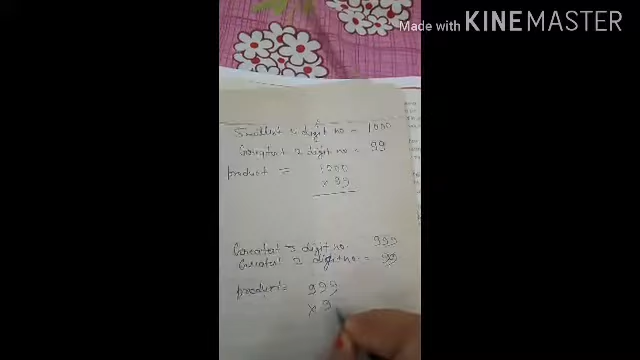 Made with KINEMASTER
Smallest 4 digit no = 1000
Greatest 2 digit no = 99
product = 1000
x 99
Greatest 3 digit no. 999
Greatest 2 digit no. = 99
product = 999
x 9